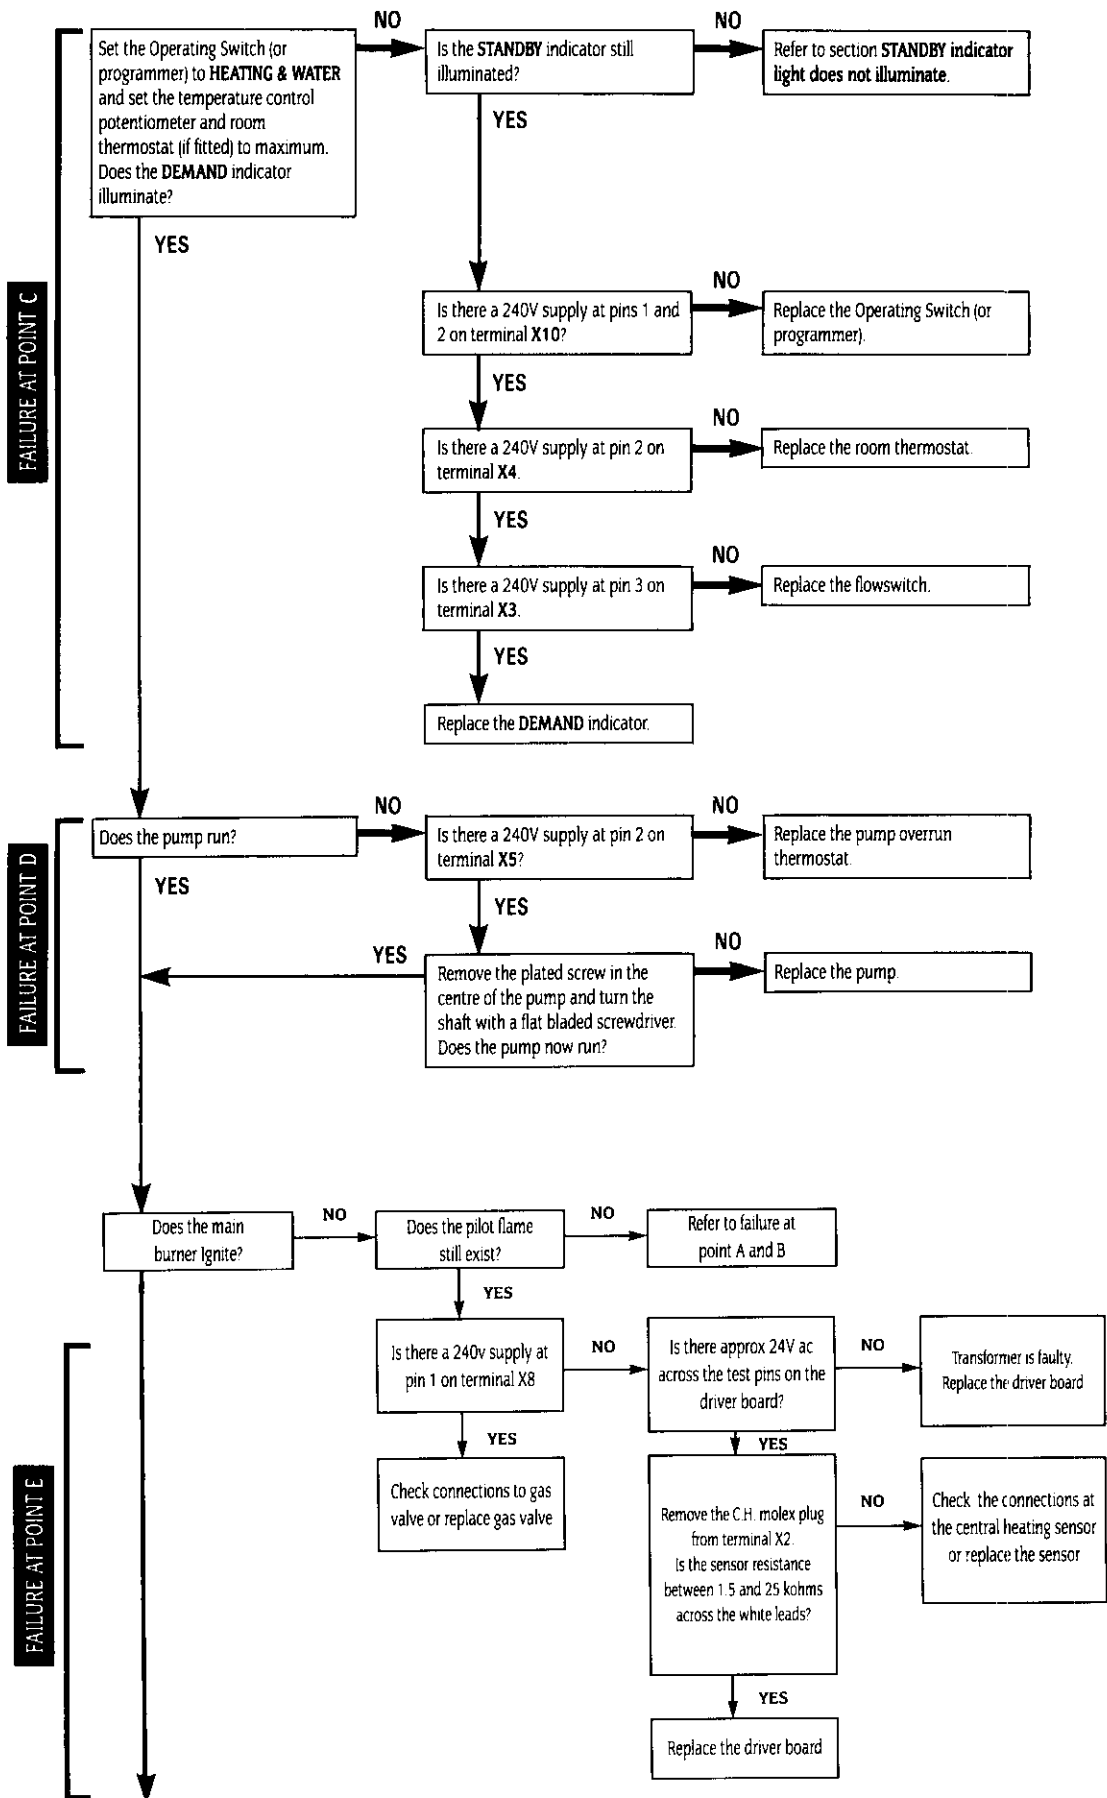 FAILURE AT POINT C
Set the Operating Switch (or
programmer) to HEATING & WATER
and set the temperature control
potentiometer and room
thermostat (if fitted) to maximum.
Does the DEMAND indicator
illuminate?
NO
Is the STANDBY indicator still
illuminated?
NO
Refer to section STANDBY indicator
light does not illuminate.
YES
YES
Is there a 240V supply at pins 1 and
2 on terminal X10?
NO
Replace the Operating Switch (or
programmer).
YES
Is there a 240V supply at pin 2 on
terminal X4.
NO
Replace the room thermostat.
YES
Is there a 240V supply at pin 3 on
terminal X3.
NO
Replace the flowswitch.
YES
Replace the DEMAND indicator.
FAILURE AT POINT D
Does the pump run?
NO
Is there a 240V supply at pin 2 on
terminal X5?
NO
Replace the pump overrun
thermostat.
YES
YES
YES
Remove the plated screw in the
centre of the pump and turn the
shaft with a flat bladed screwdriver.
Does the pump now run?
NO
Replace the pump.
Does the main
burner Ignite?
NO
Does the pilot flame
still exist?
NO
Refer to failure at
point A and B
YES
FAILURE AT POINT E
Is there a 240v supply at
pin 1 on terminal X8
NO
Is there approx 24V ac
across the test pins on the
driver board?
NO
Transformer is faulty.
Replace the driver board
YES
YES
Check connections to gas
valve or replace gas valve
Remove the C.H. molex plug
from terminal X2.
Is the sensor resistance
between 1.5 and 25 kohms
across the white leads?
NO
Check the connections at
the central heating sensor
or replace the sensor
YES
Replace the driver board